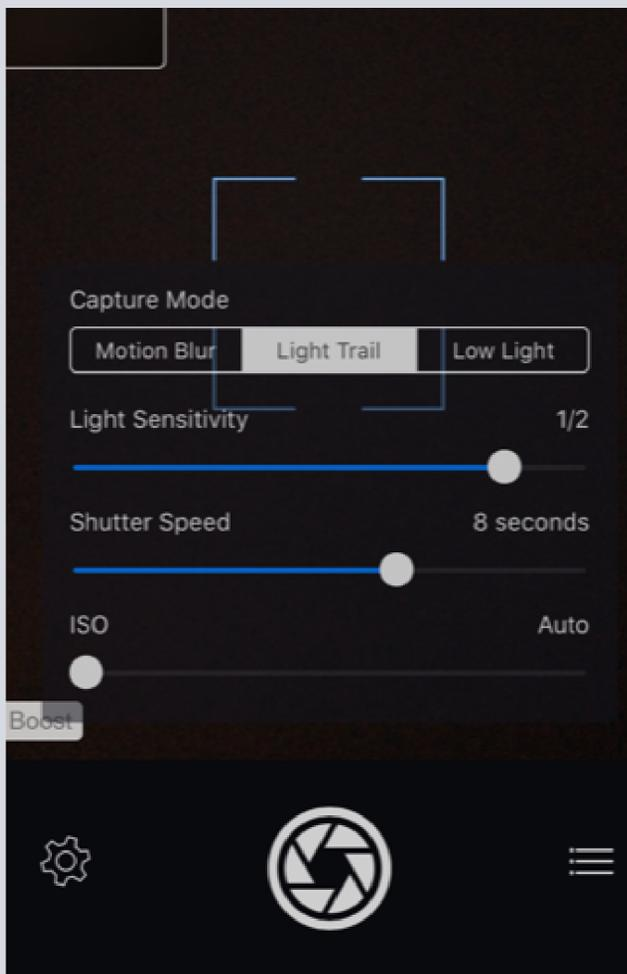 Capture Mode
Motion Blur Light Trail Low Light
Light Sensitivity 1/2
Shutter Speed 8 seconds
ISO Auto
Boost